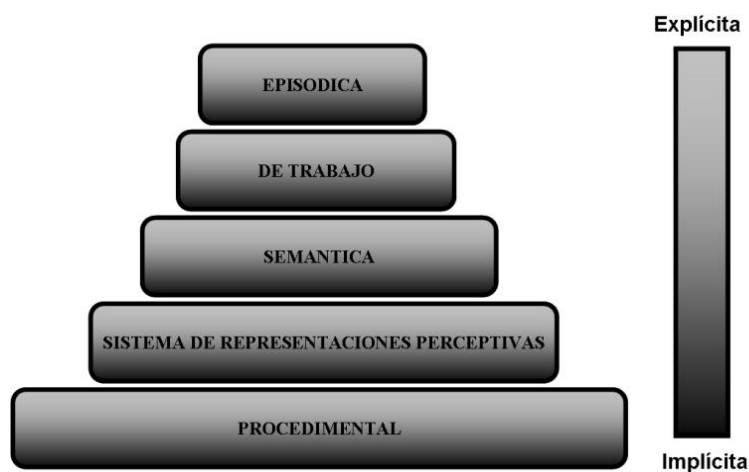 Explícita
EPISODICA
DE TRABAJO
SEMANTICA
SISTEMA DE REPRESENTACIONES PERCEPTIVAS
PROCEDIMENTAL
Implícita